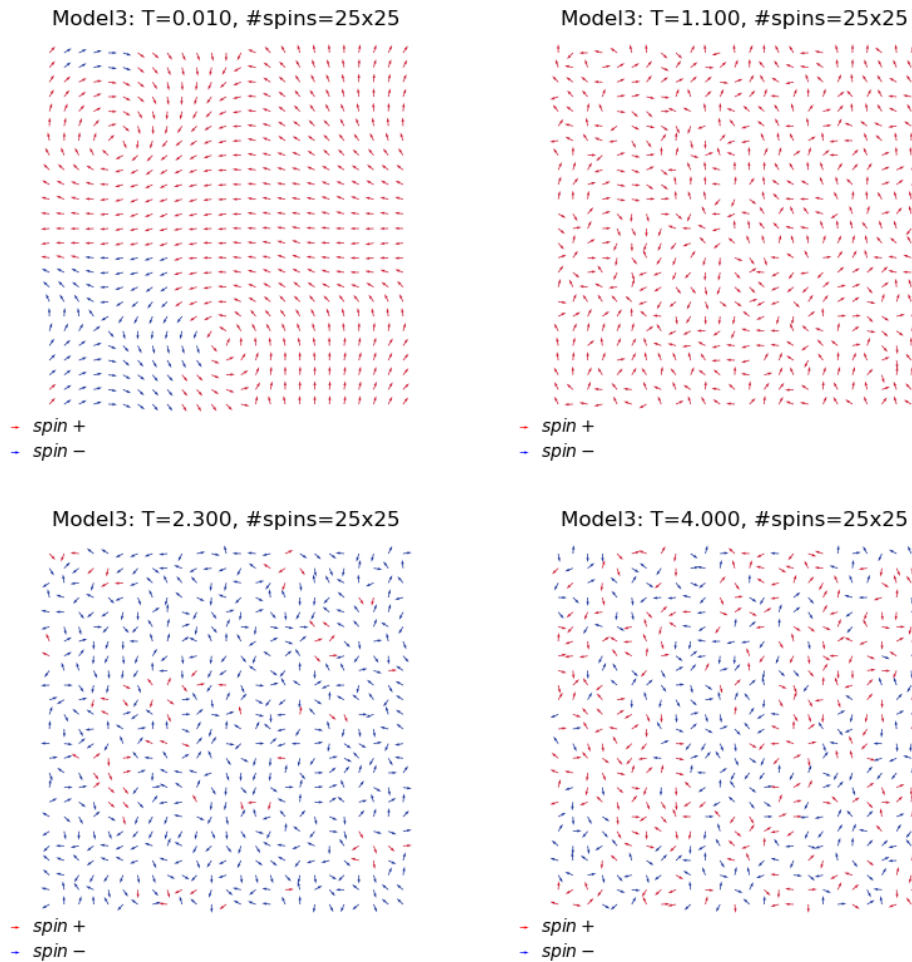 Model3: T=0.010, #spins=25x25
Model3: T=1.100, #spins=25x25
spin +
spin −
spin +
spin −
Model3: T=2.300, #spins=25x25
Model3: T=4.000, #spins=25x25
spin +
spin −
spin +
spin −